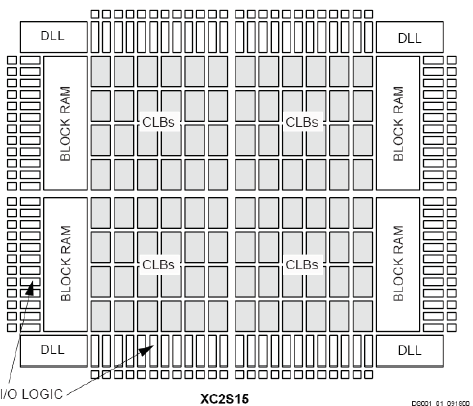 DLL
DLL
BLOCK RAM
CLBs
CLBs
BLOCK RAM
BLOCK RAM
CLBs
CLBs
BLOCK RAM
DLL
DLL
I/O LOGIC
XC2S15
DS001_01_091800